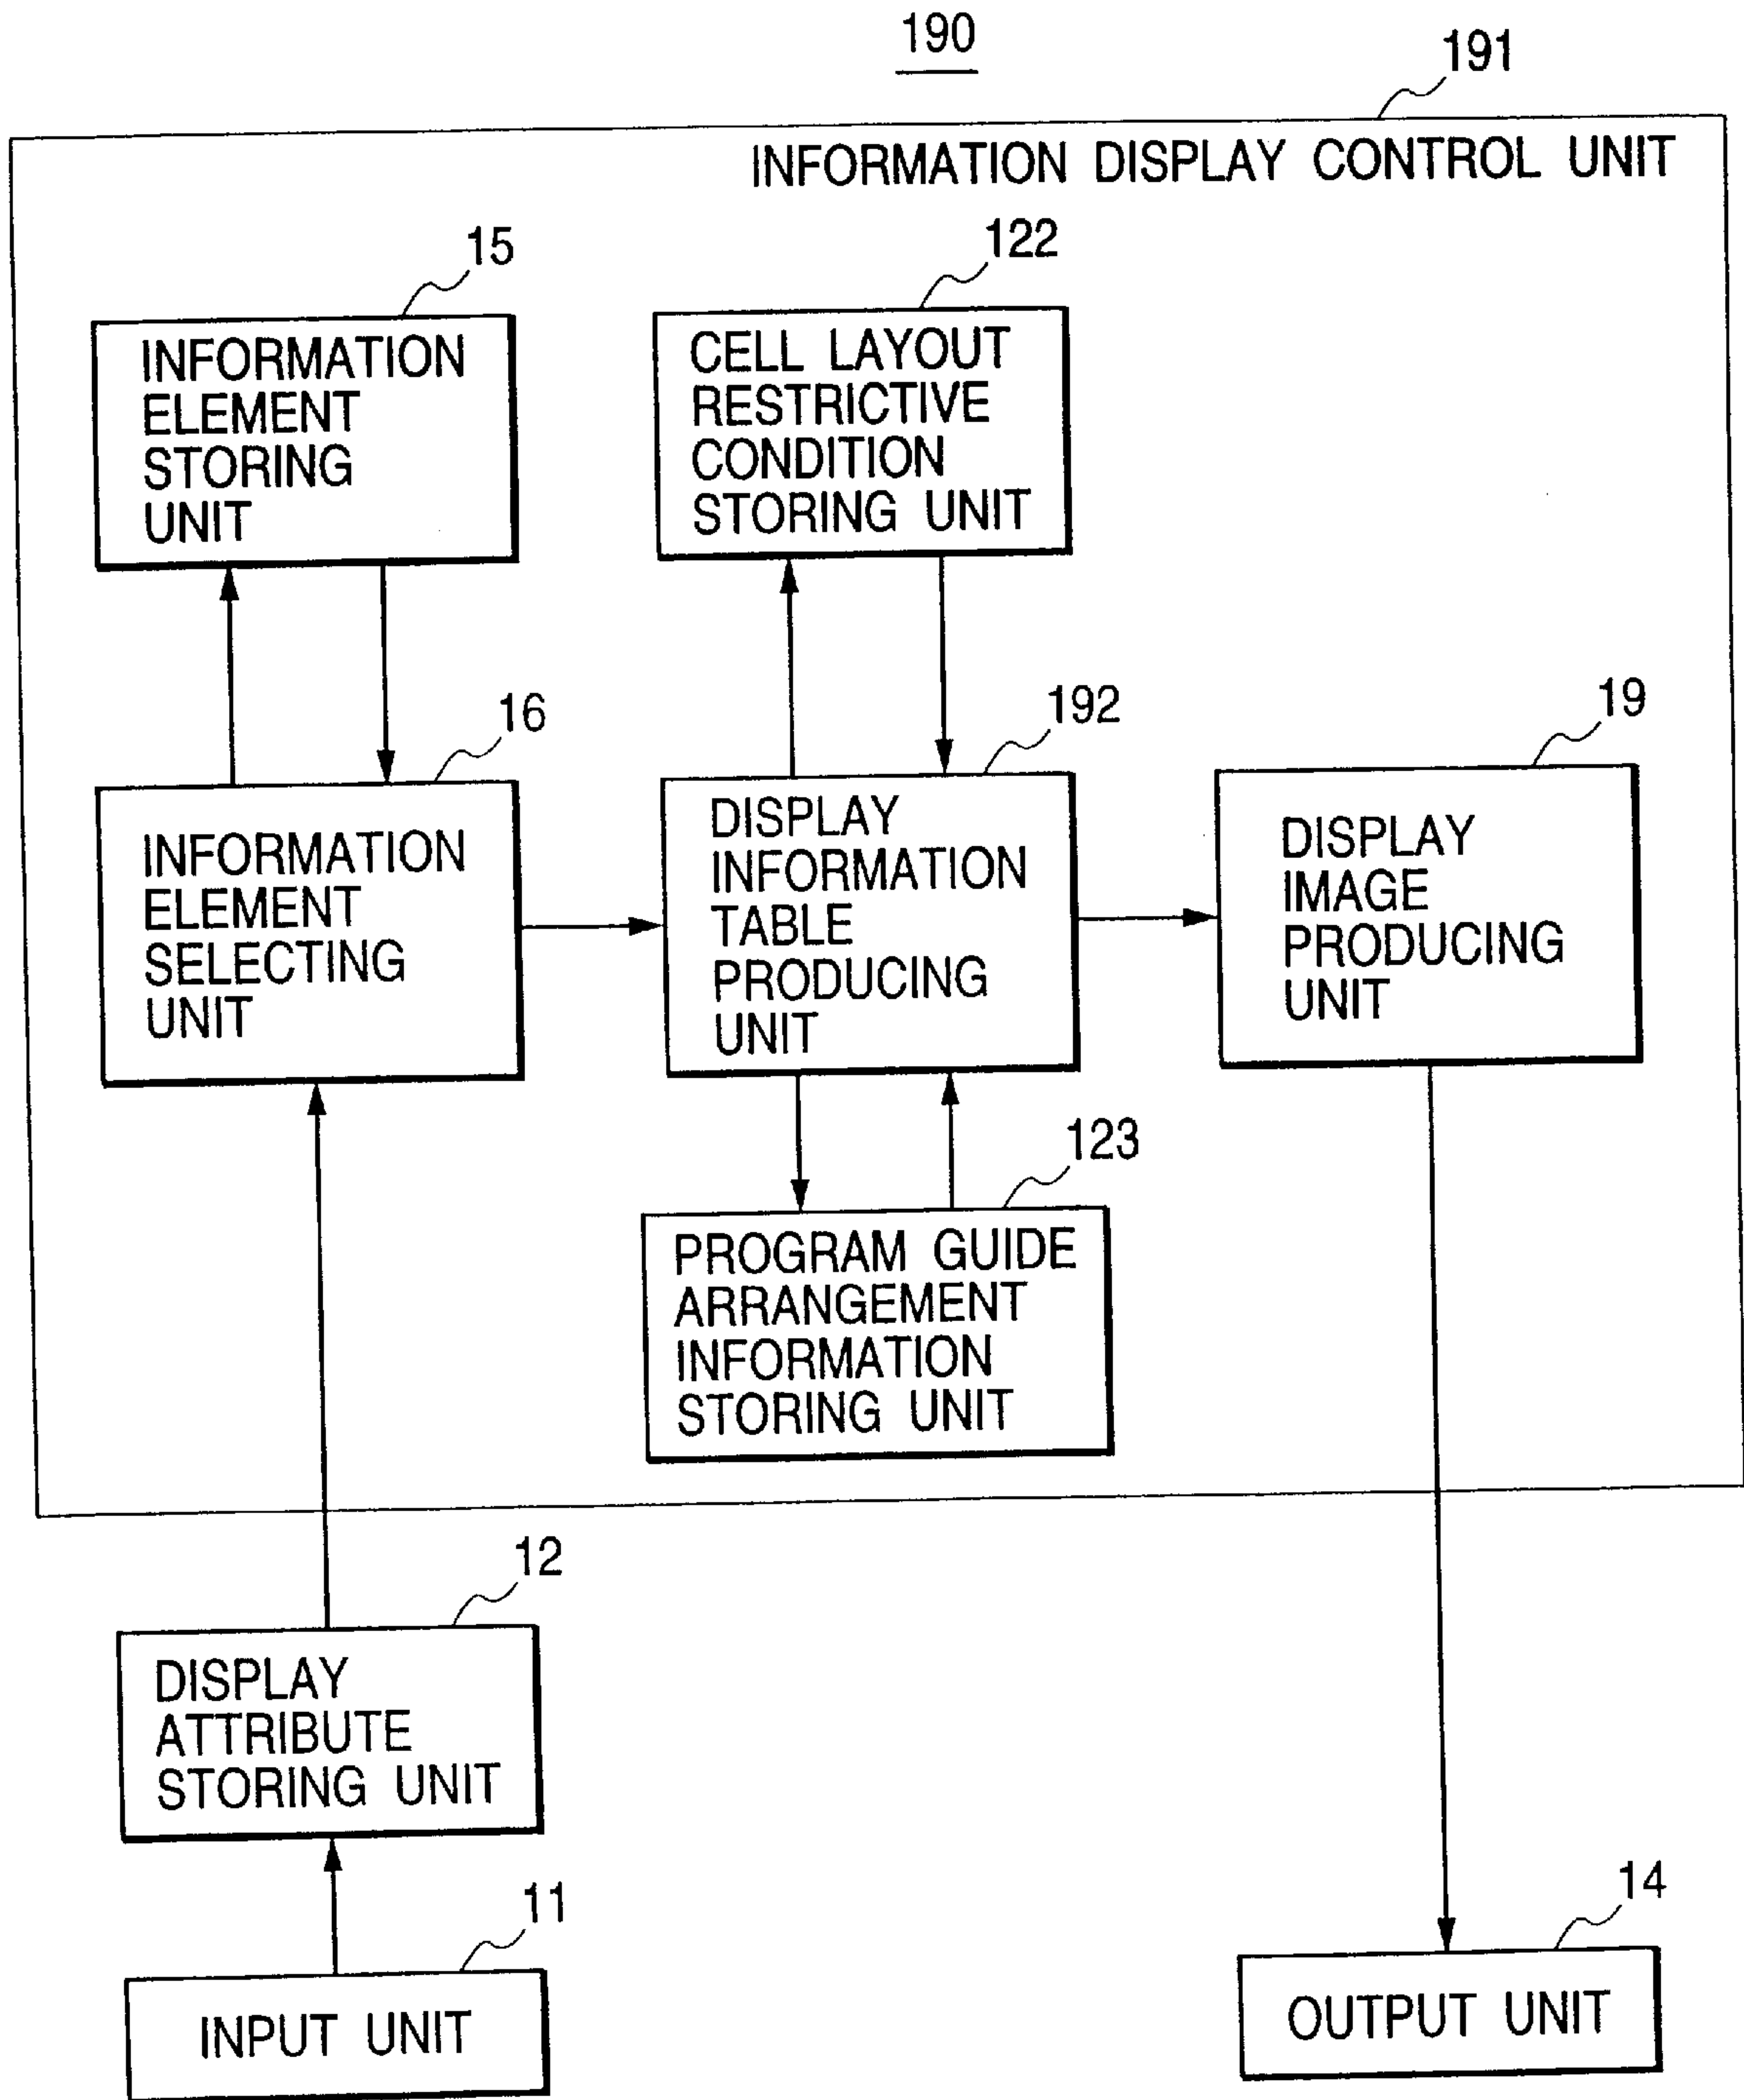 190
191
INFORMATION DISPLAY CONTROL UNIT
15
INFORMATION
ELEMENT
STORING
UNIT
122
CELL LAYOUT
RESTRICTIVE
CONDITION
STORING UNIT
16
INFORMATION
ELEMENT
SELECTING
UNIT
192
DISPLAY
INFORMATION
TABLE
PRODUCING
UNIT
19
DISPLAY
IMAGE
PRODUCING
UNIT
123
PROGRAM GUIDE
ARRANGEMENT
INFORMATION
STORING UNIT
12
DISPLAY
ATTRIBUTE
STORING UNIT
11
INPUT UNIT
14
OUTPUT UNIT